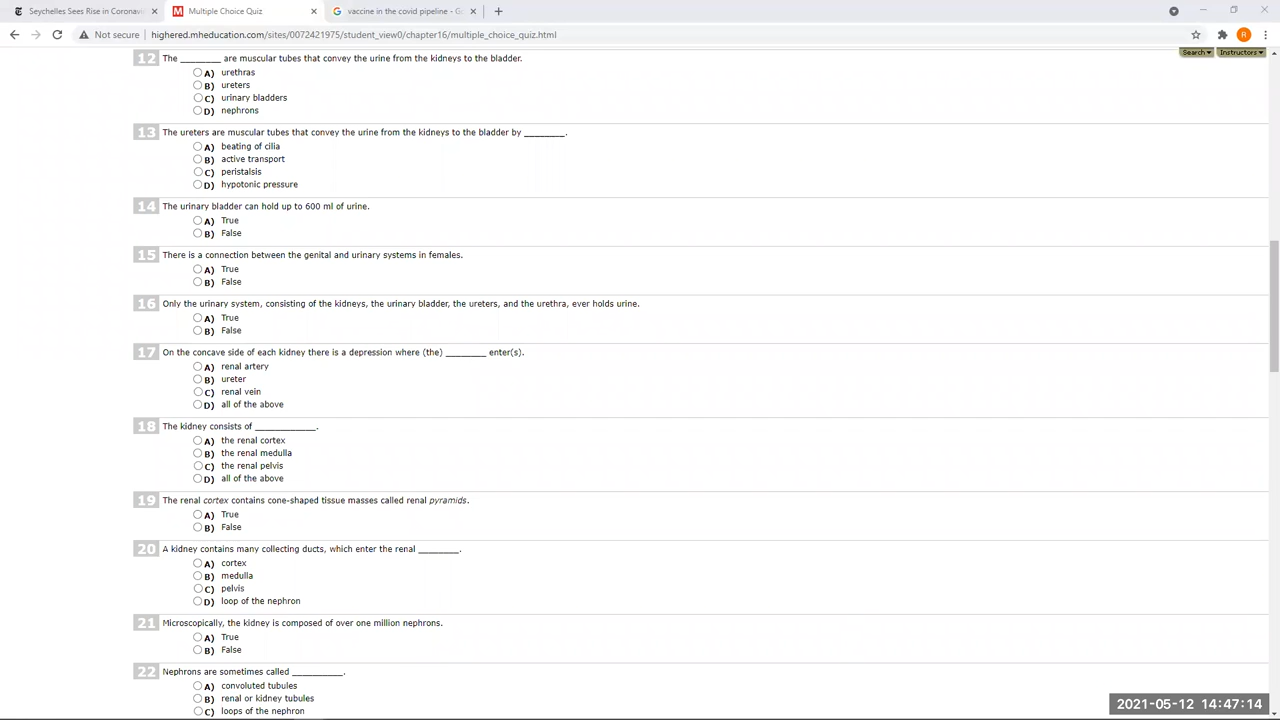 Seychelles Sees Rise in Coronavi
Multiple Choice Quiz
vaccine in the covid pipeline - G
Not secure
highered.mheducation.com/sites/0072421975/student_view0/chapter16/multiple_choice_quiz.html
R
Search
Instructors
12 The ________ are muscular tubes that convey the urine from the kidneys to the bladder.
A) urethras
B) ureters
C) urinary bladders
D) nephrons
13 The ureters are muscular tubes that convey the urine from the kidneys to the bladder by ________.
A) beating of cilia
B) active transport
C) peristalsis
D) hypotonic pressure
14 The urinary bladder can hold up to 600 ml of urine.
A) True
B) False
15 There is a connection between the genital and urinary systems in females.
A) True
B) False
16 Only the urinary system, consisting of the kidneys, the urinary bladder, the ureters, and the urethra, ever holds urine.
A) True
B) False
17 On the concave side of each kidney there is a depression where (the) ________ enter(s).
A) renal artery
B) ureter
C) renal vein
D) all of the above
18 The kidney consists of ____________.
A) the renal cortex
B) the renal medulla
C) the renal pelvis
D) all of the above
19 The renal cortex contains cone-shaped tissue masses called renal pyramids.
A) True
B) False
20 A kidney contains many collecting ducts, which enter the renal ________.
A) cortex
B) medulla
C) pelvis
D) loop of the nephron
21 Microscopically, the kidney is composed of over one million nephrons.
A) True
B) False
22 Nephrons are sometimes called __________.
A) convoluted tubules
B) renal or kidney tubules
C) loops of the nephron
2021-05-12 14:47:14